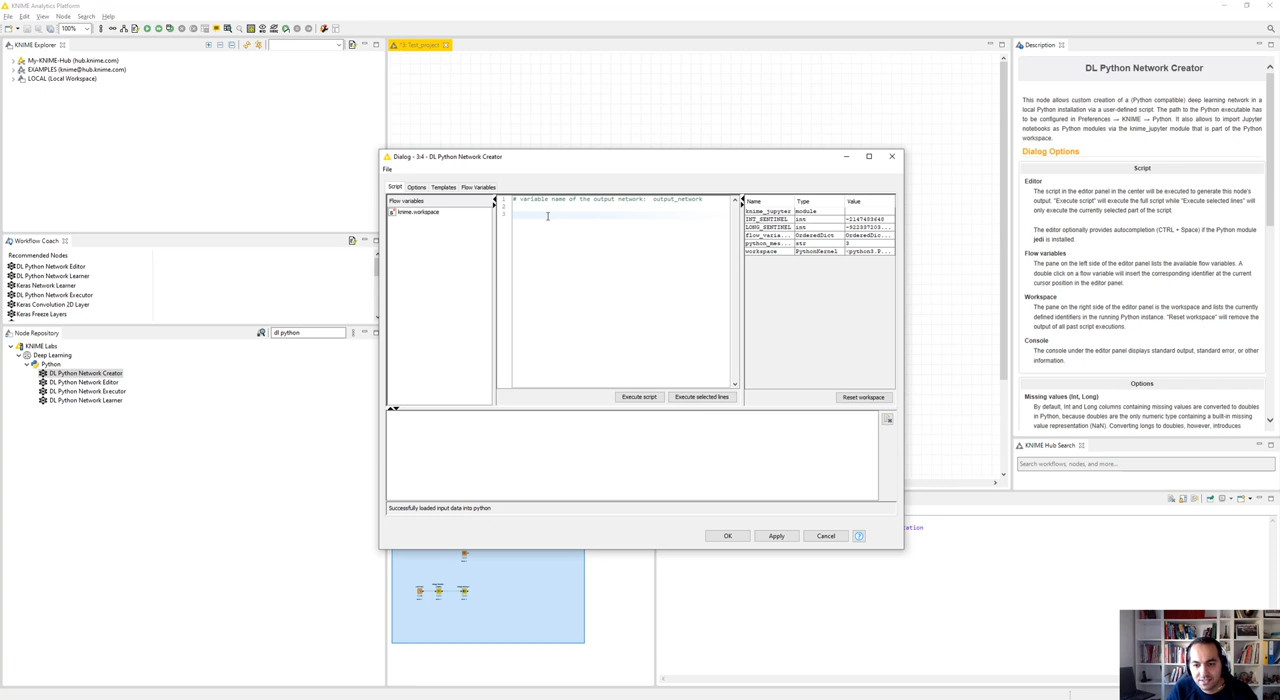 KNIME Analytics Platform
File Edit View Node Search Help
100%
KNIME Explorer
My-KNIME-Hub (hub.knime.com)
EXAMPLES (knime@hub.knime.com)
LOCAL (Local Workspace)
Workflow Coach
Recommended Nodes
DL Python Network Editor
DL Python Network Learner
Keras Network Learner
DL Python Network Executor
Keras Convolution 2D Layer
Keras Freeze Layers
Node Repository
dl python
KNIME Labs
Deep Learning
Python
DL Python Network Creator
DL Python Network Editor
DL Python Network Executor
DL Python Network Learner
*3: Test_project
Dialog - 3:4 - DL Python Network Creator
File
Script Options Templates Flow Variables
Flow variables
knime.workspace
1 # variable name of the output network: output_network
2
3
Name Type Value
knime_jupyter module
INT_SENTINEL int -2147483648
LONG_SENTINEL int -922337203...
flow_varia... OrderedDict OrderedDic...
python_mes... str 3
workspace PythonKernel <python3.P...
Execute script Execute selected lines Reset workspace
Successfully loaded input data into python
OK Apply Cancel
Description
DL Python Network Creator
This node allows custom creation of a (Python compatible) deep learning network in a local Python installation via a user-defined script. The path to the Python executable has to be configured in Preferences → KNIME → Python. It also allows to import Jupyter notebooks as Python modules via the knime_jupyter module that is part of the Python workspace.
Dialog Options
Script
Editor
The script in the editor panel in the center will be executed to generate this node's output. "Execute script" will execute the full script while "Execute selected lines" will only execute the currently selected part of the script.
The editor optionally provides autocompletion (CTRL + Space) if the Python module jedi is installed.
Flow variables
The pane on the left side of the editor panel lists the available flow variables. A double click on a flow variable will insert the corresponding identifier at the current cursor position in the editor panel.
Workspace
The pane on the right side of the editor panel is the workspace and lists the currently defined identifiers in the running Python instance. "Reset workspace" will remove the output of all past script executions.
Console
The console under the editor panel displays standard output, standard error, or other information.
Options
Missing values (Int, Long)
By default, Int and Long columns containing missing values are converted to doubles in Python, because doubles are the only numeric type containing a built-in missing value representation (NaN). Converting longs to doubles, however, introduces
KNIME Hub Search
Search workflows, nodes, and more...